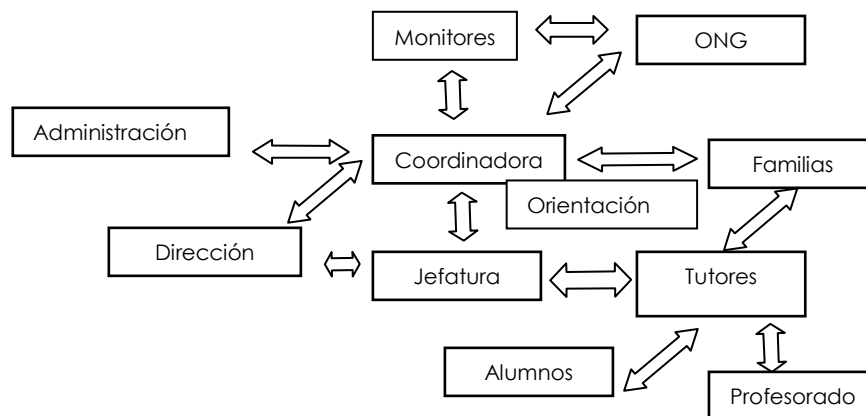 Monitores
ONG
Administración
Coordinadora
Familias
Orientación
Dirección
Jefatura
Tutores
Alumnos
Profesorado